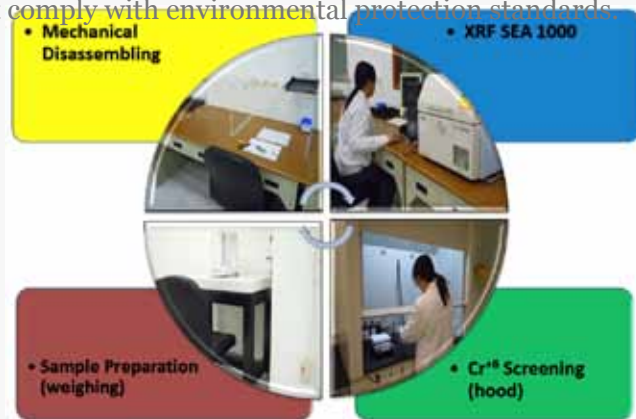 comply with environmental protection standards.
• Mechanical
Disassembling
• XRF SEA 1000
• Sample Preparation
(weighing)
• Cr⁺⁶ Screening
(hood)